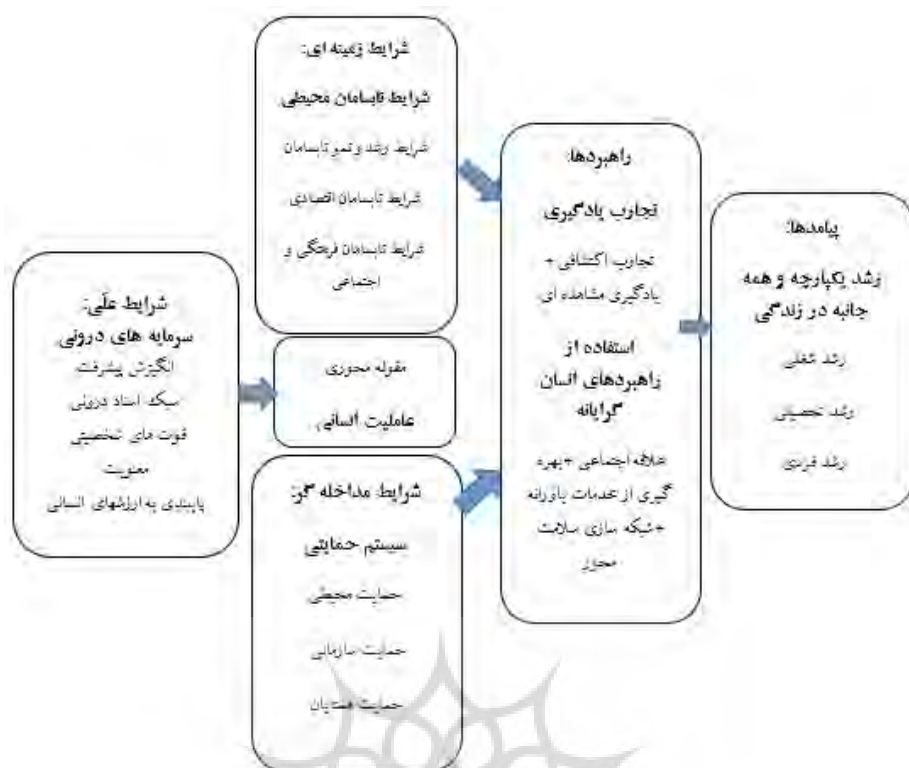 شرایط زمینه ای:
شرایط نابسامان محیطی
شرایط رشد و نمو نابسامان
شرایط نابسامان اقتصادی
شرایط نابسامان فرهنگی و
اجتماعی
راهبردها:
تجارب یادگیری
تجارب اکتشافی +
یادگیری مشاهده ای
استفاده از
راهبردهای انسان
گرایانه
علاقه اجتماعی +بهره
گیری از خدمات یاورانه
+شبکه سازی سلامت
محور
پیامدها:
رشد یکپارچه و همه
جانبه در زندگی
رشد شغلی
رشد تحصیلی
رشد فردی
شرایط علّی:
سرمایه های درونی
انگیزش پیشرفت
سبک اسناد درونی
قوت های شخصیتی
معنویت
پایبندی به ارزشهای انسانی
مقوله محوری
عاملیت انسانی
شرایط مداخله گر:
سیستم حمایتی
حمایت محیطی
حمایت سازمانی
حمایت همتایان